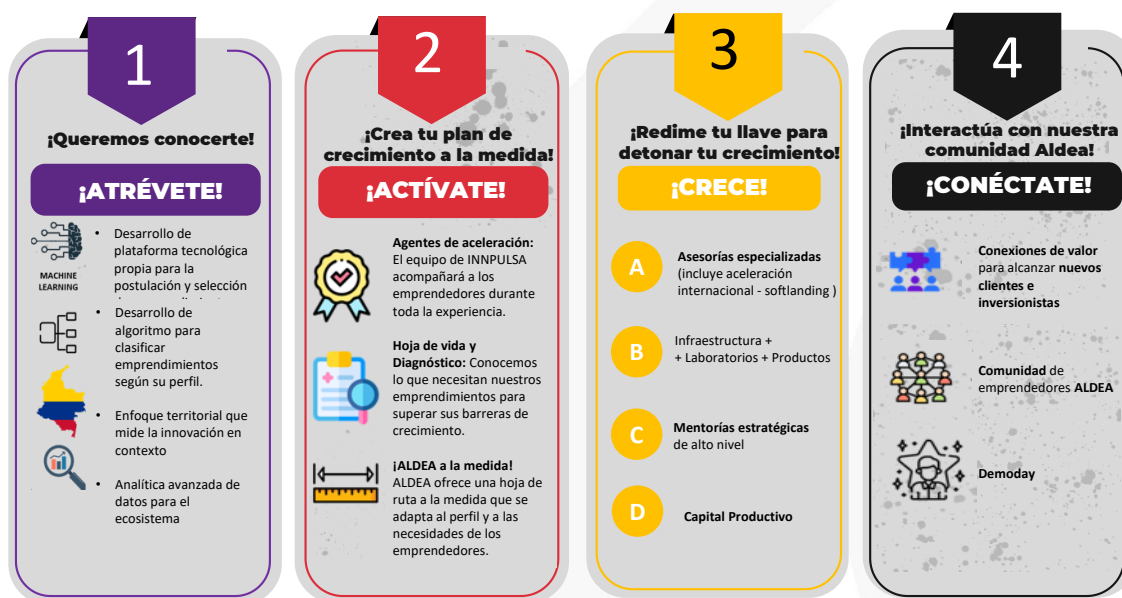 1
¡Queremos conocerte!
¡ATRÉVETE!
MACHINE
LEARNING
• Desarrollo de
plataforma tecnológica
propia para la
postulación y selección
• Desarrollo de
algoritmo para
clasificar
emprendimientos
según su perfil.
• Enfoque territorial que
mide la innovación en
contexto
• Analítica avanzada de
datos para el
ecosistema
2
¡Crea tu plan de
crecimiento a la medida!
¡ACTÍVATE!
Agentes de aceleración:
El equipo de INNPULSA
acompañará a los
emprendedores durante
toda la experiencia.
Hoja de vida y
Diagnóstico: Conocemos
lo que necesitan nuestros
emprendimientos para
superar sus barreras de
crecimiento.
¡ALDEA a la medida!
ALDEA ofrece una hoja de
ruta a la medida que se
adapta al perfil y a las
necesidades de los
emprendedores.
3
¡Redime tu llave para
detonar tu crecimiento!
¡CRECE!
A
Asesorías especializadas
(incluye aceleración
internacional - softlanding )
B
Infraestructura +
+ Laboratorios + Productos
C
Mentorías estratégicas
de alto nivel
D
Capital Productivo
4
¡Interactúa con nuestra
comunidad Aldea!
¡CONÉCTATE!
Conexiones de valor
para alcanzar nuevos
clientes e
inversionistas
Comunidad de
emprendedores ALDEA
Demoday